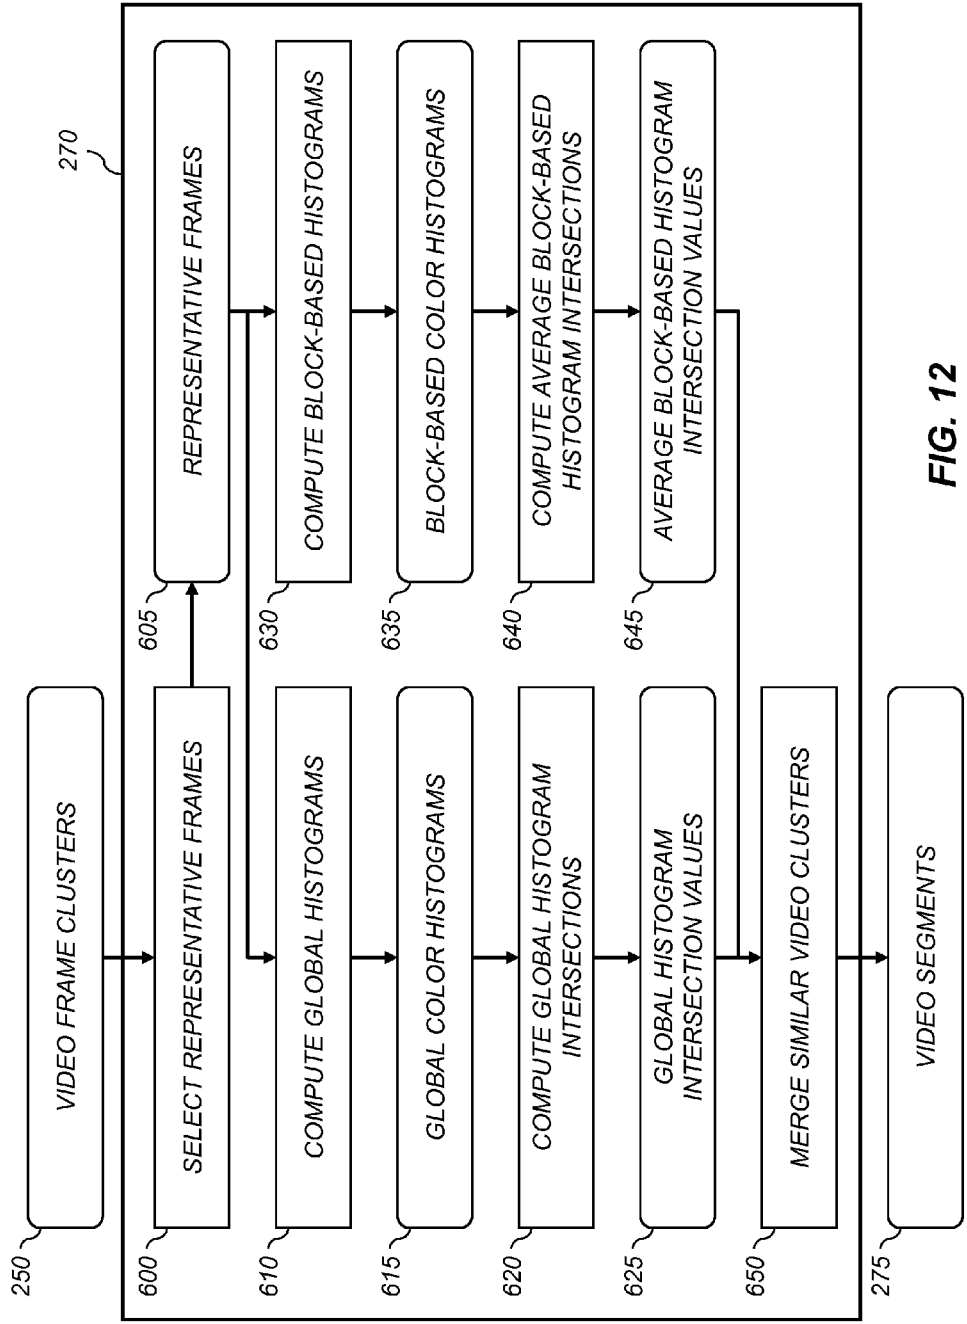 270
250
VIDEO FRAME CLUSTERS
600
SELECT REPRESENTATIVE FRAMES
605
REPRESENTATIVE FRAMES
610
COMPUTE GLOBAL HISTOGRAMS
630
COMPUTE BLOCK-BASED HISTOGRAMS
615
GLOBAL COLOR HISTOGRAMS
635
BLOCK-BASED COLOR HISTOGRAMS
620
COMPUTE GLOBAL HISTOGRAM
INTERSECTIONS
640
COMPUTE AVERAGE BLOCK-BASED
HISTOGRAM INTERSECTIONS
625
GLOBAL HISTOGRAM
INTERSECTION VALUES
645
AVERAGE BLOCK-BASED HISTOGRAM
INTERSECTION VALUES
650
MERGE SIMILAR VIDEO CLUSTERS
275
VIDEO SEGMENTS
FIG. 12